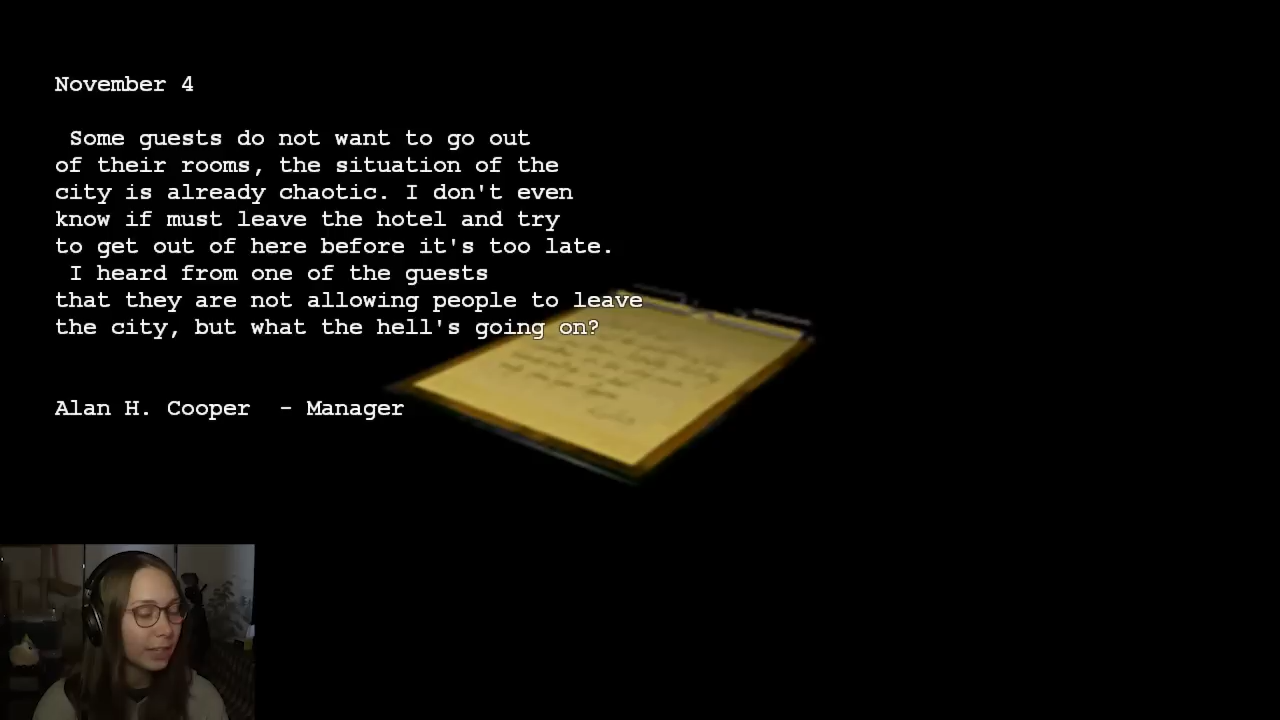 November 4
Some guests do not want to go out
of their rooms, the situation of the
city is already chaotic. I don't even
know if must leave the hotel and try
to get out of here before it's too late.
I heard from one of the guests
that they are not allowing people to leave
the city, but what the hell's going on?
Alan H. Cooper - Manager